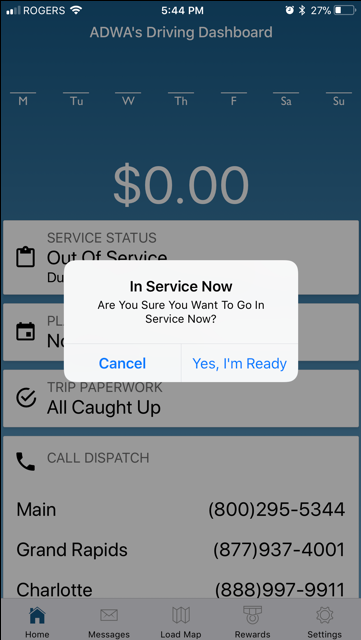 ROGERS 5:44 PM 27%
ADWA's Driving Dashboard
M Tu W Th F Sa Su
$0.00
SERVICE STATUS
Out Of Service
Du
In Service Now
Are You Sure You Want To Go In
Service Now?
Cancel Yes, I'm Ready
PL
No
TRIP PAPERWORK
All Caught Up
CALL DISPATCH
Main (800)295-5344
Grand Rapids (877)937-4001
Charlotte (888)997-9911
Home Messages Load Map Rewards Settings